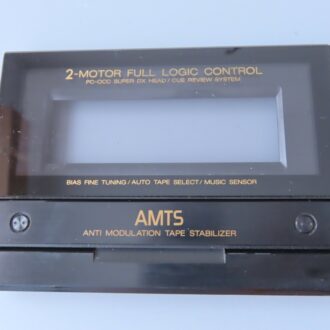 2-MOTOR FULL LOGIC CONTROL
PC-OCC SUPER DX HEAD/CUE REVIEW SYSTEM
BIAS FINE TUNING/AUTO TAPE SELECT/MUSIC SENSOR
AMTS
ANTI MODULATION TAPE STABILIZER